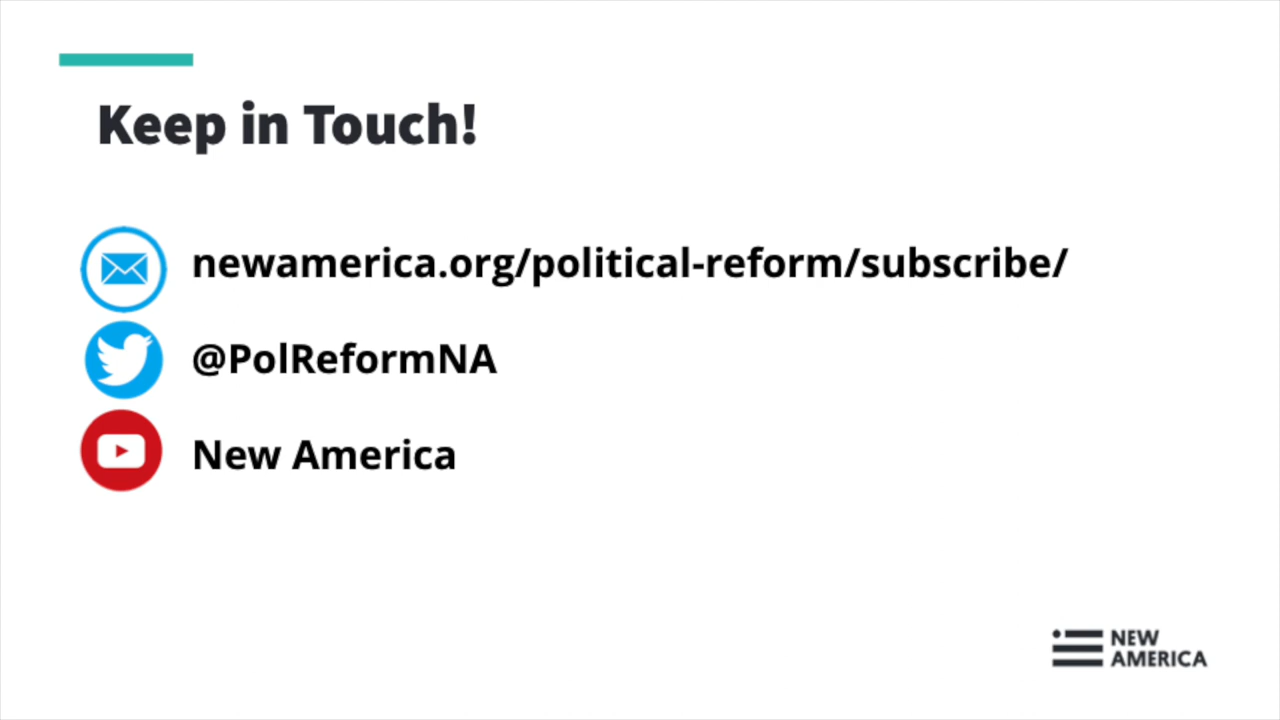 Keep in Touch!
newamerica.org/political-reform/subscribe/
@PolReformNA
New America
NEW
AMERICA